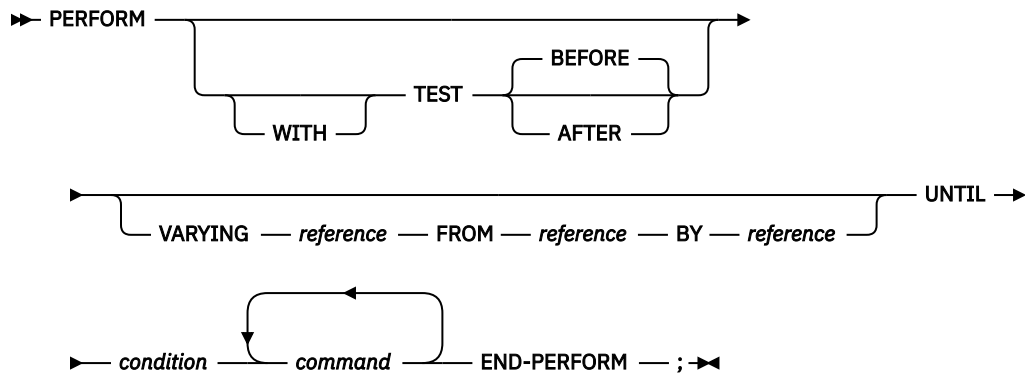 PERFORM
BEFORE
TEST
WITH AFTER
UNTIL
VARYING reference FROM reference BY reference
condition command END-PERFORM ;